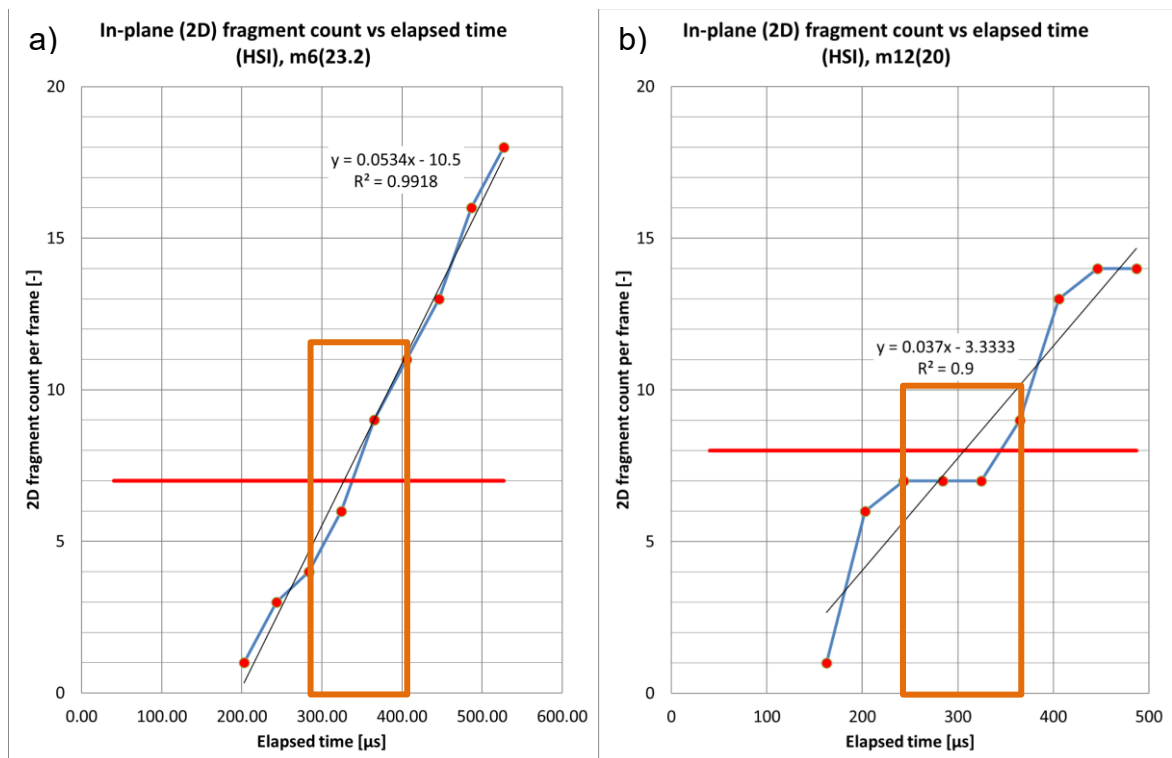 a)
In-plane (2D) fragment count vs elapsed time
(HSI), m6(23.2)
20
15
10
5
0
2D fragment count per frame [-]
y = 0.0534x - 10.5
R² = 0.9918
0.00 100.00 200.00 300.00 400.00 500.00 600.00
Elapsed time [µs]
b)
In-plane (2D) fragment count vs elapsed time
(HSI), m12(20)
20
15
10
5
0
2D fragment count per frame [-]
y = 0.037x - 3.3333
R² = 0.9
0 100 200 300 400 500
Elapsed time [µs]